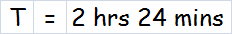 T = 2 hrs 24 mins